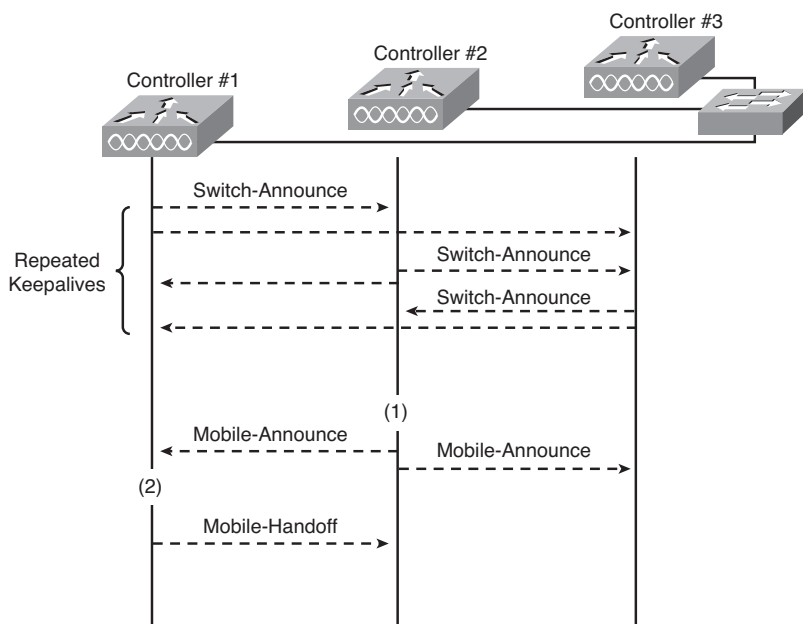 Controller #3
Controller #2
Controller #1
Switch-Announce
Switch-Announce
Repeated
Keepalives
Switch-Announce
(1)
Mobile-Announce
Mobile-Announce
(2)
Mobile-Handoff